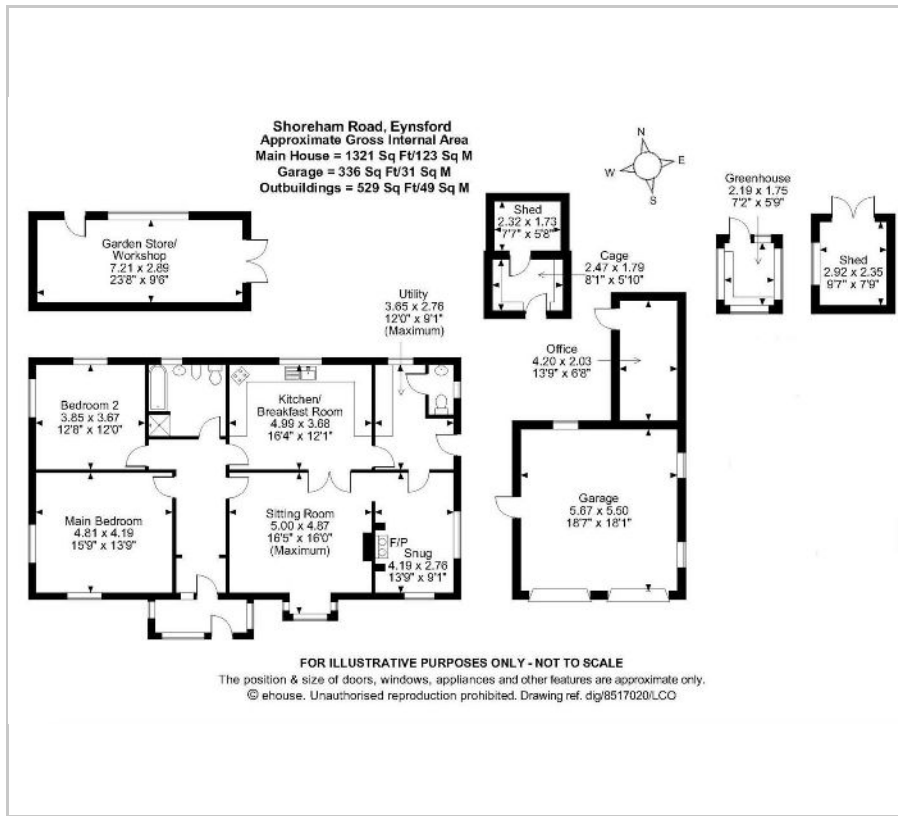 Shoreham Road, Eynsford
Approximate Gross Internal Area
Main House = 1321 Sq Ft/123 Sq M
Garage = 336 Sq Ft/31 Sq M
Outbuildings = 529 Sq Ft/49 Sq M
N
E
S
W
Garden Store/
Workshop
7.21 x 2.89
23'8" x 9'6"
Shed
2.32 x 1.73
7'7" x 5'8"
Cage
2.47 x 1.79
8'1" x 5'10"
Greenhouse
2.19 x 1.75
7'2" x 5'9"
Shed
2.92 x 2.35
9'7" x 7'9"
Utility
3.65 x 2.76
12'0" x 9'1"
(Maximum)
Office
4.20 x 2.03
13'9" x 6'8"
Bedroom 2
3.85 x 3.67
12'8" x 12'0"
Kitchen/
Breakfast Room
4.99 x 3.68
16'4" x 12'1"
Main Bedroom
4.81 x 4.19
15'9" x 13'9"
Sitting Room
5.00 x 4.87
16'5" x 16'0"
(Maximum)
F/P
Snug
4.19 x 2.76
13'9" x 9'1"
Garage
5.67 x 5.50
18'7" x 18'1"
FOR ILLUSTRATIVE PURPOSES ONLY - NOT TO SCALE
The position & size of doors, windows, appliances and other features are approximate only.
© ehouse. Unauthorised reproduction prohibited. Drawing ref. dig/8517020/LCO